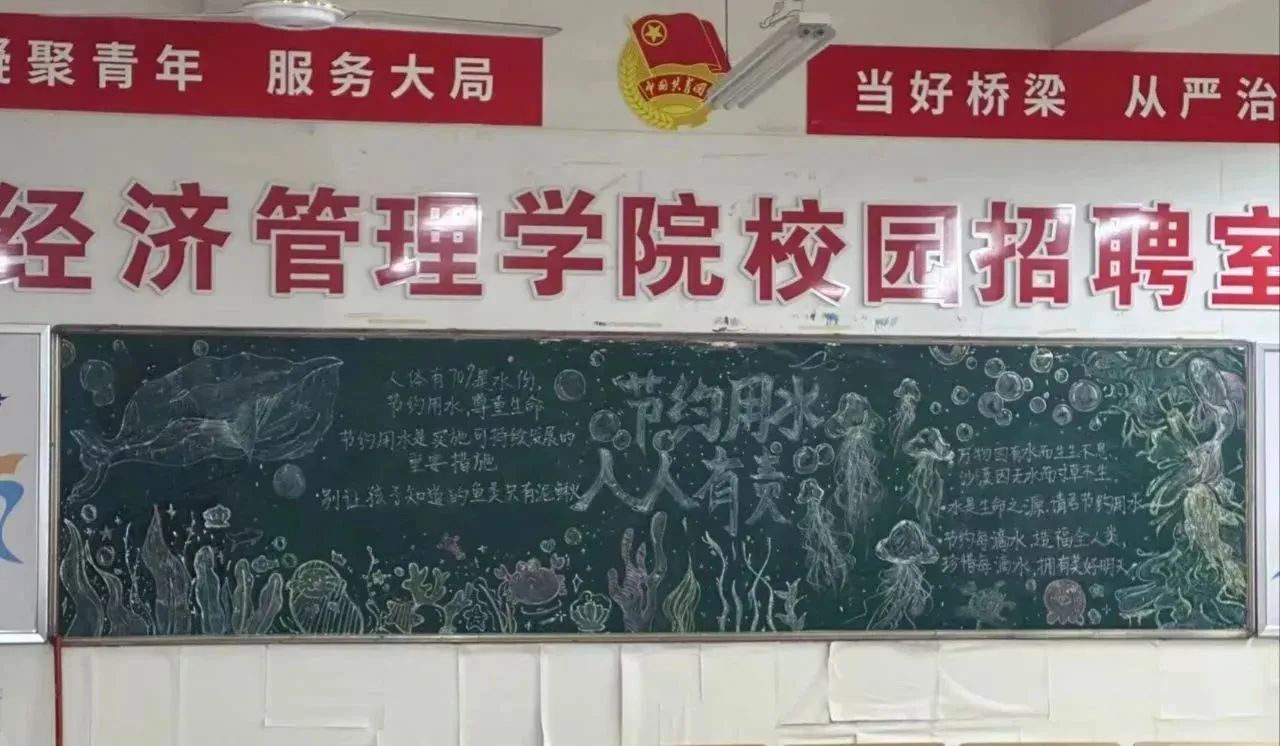 凝聚青年 服务大局
中国共青团
当好桥梁 从严治
经济管理学院校园招聘室
人体有70%是水份,
节约用水,尊重生命
节约用水是实施可持续发展的
重要措施
别让孩子知道的鱼类只有泥鳅
节约用水
人人有责
万物因有水而生生不息,
沙漠因无水而寸草不生.
水是生命之源,请君节约用水
节约每滴水,造福全人类
珍惜每滴水,拥有美好明天